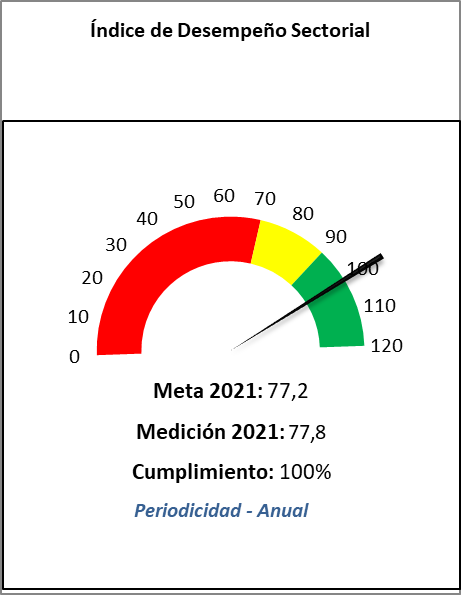 Índice de Desempeño Sectorial
0
10
20
30
40
50
60
70
80
90
100
110
120
Meta 2021: 77,2
Medición 2021: 77,8
Cumplimiento: 100%
Periodicidad - Anual